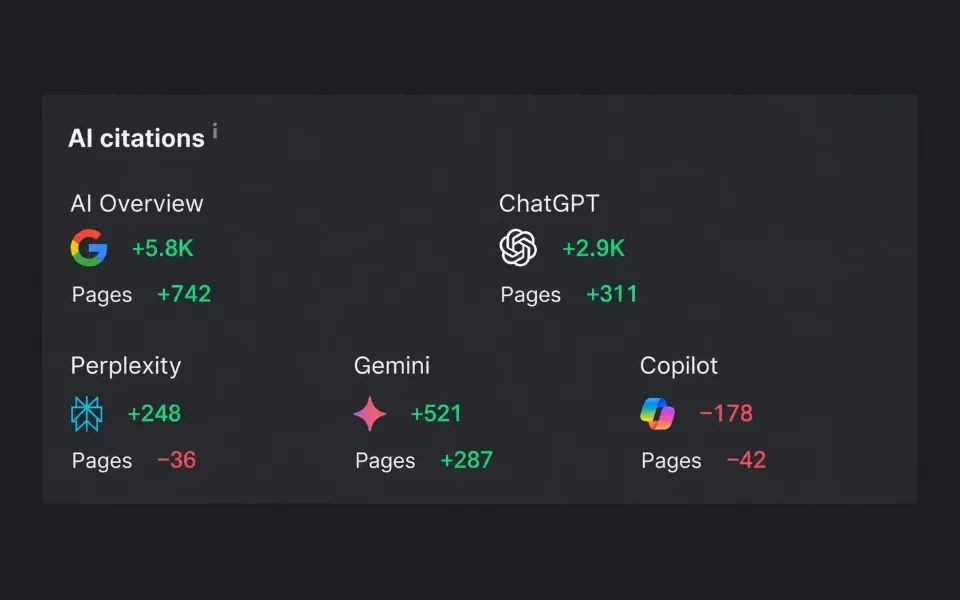 AI citations i
AI Overview
+5.8K
Pages +742
ChatGPT
+2.9K
Pages +311
Perplexity
+248
Pages −36
Gemini
+521
Pages +287
Copilot
−178
Pages −42